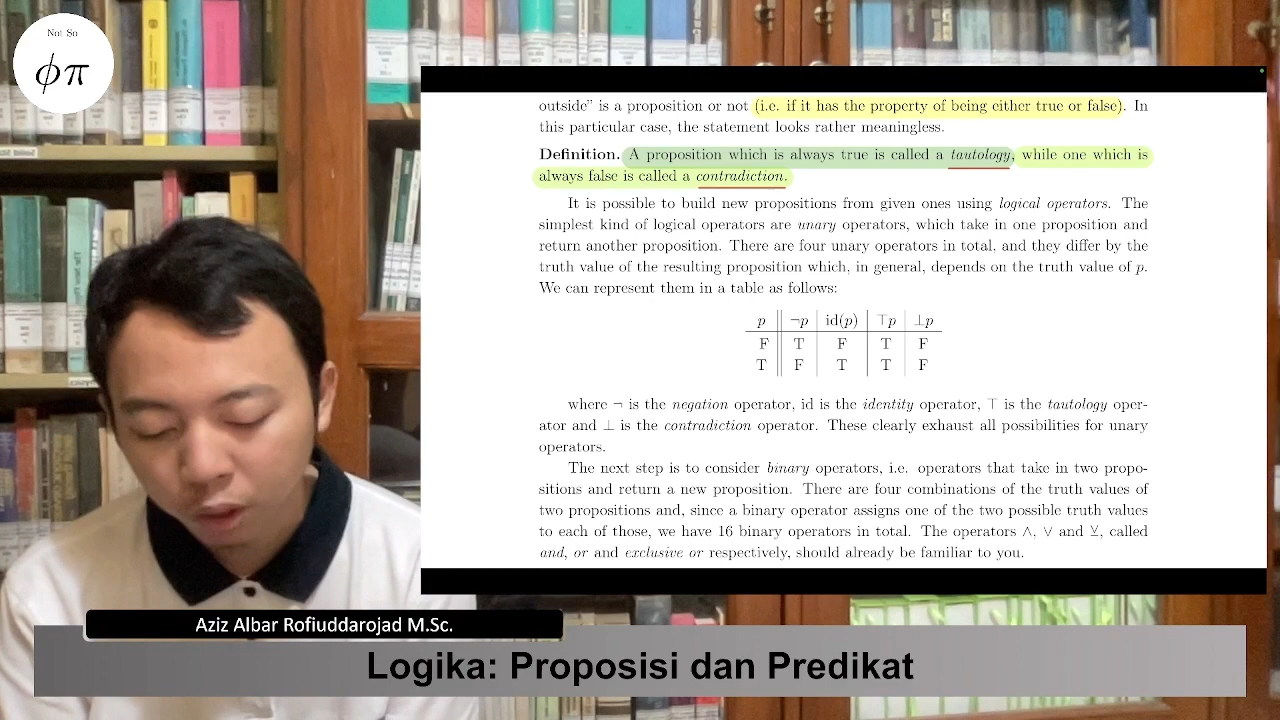 Not So
ϕπ
outside" is a proposition or not (i.e. if it has the property of being either true or false). In
this particular case, the statement looks rather meaningless.
Definition. A proposition which is always true is called a tautology, while one which is
always false is called a contradiction.
It is possible to build new propositions from given ones using logical operators. The
simplest kind of logical operators are unary operators, which take in one proposition and
return another proposition. There are four unary operators in total, and they differ by the
truth value of the resulting proposition which, in general, depends on the truth value of p.
We can represent them in a table as follows:
p ¬p id(p) ⊤p ⊥p
F T F T F
T F T T F
where ¬ is the negation operator, id is the identity operator, ⊤ is the tautology oper-
ator and ⊥ is the contradiction operator. These clearly exhaust all possibilities for unary
operators.
The next step is to consider binary operators, i.e. operators that take in two propo-
sitions and return a new proposition. There are four combinations of the truth values of
two propositions and, since a binary operator assigns one of the two possible truth values
to each of those, we have 16 binary operators in total. The operators ∧, ∨ and ⊻, called
and, or and exclusive or respectively, should already be familiar to you.
Aziz Albar Rofiuddarojad M.Sc.
Logika: Proposisi dan Predikat